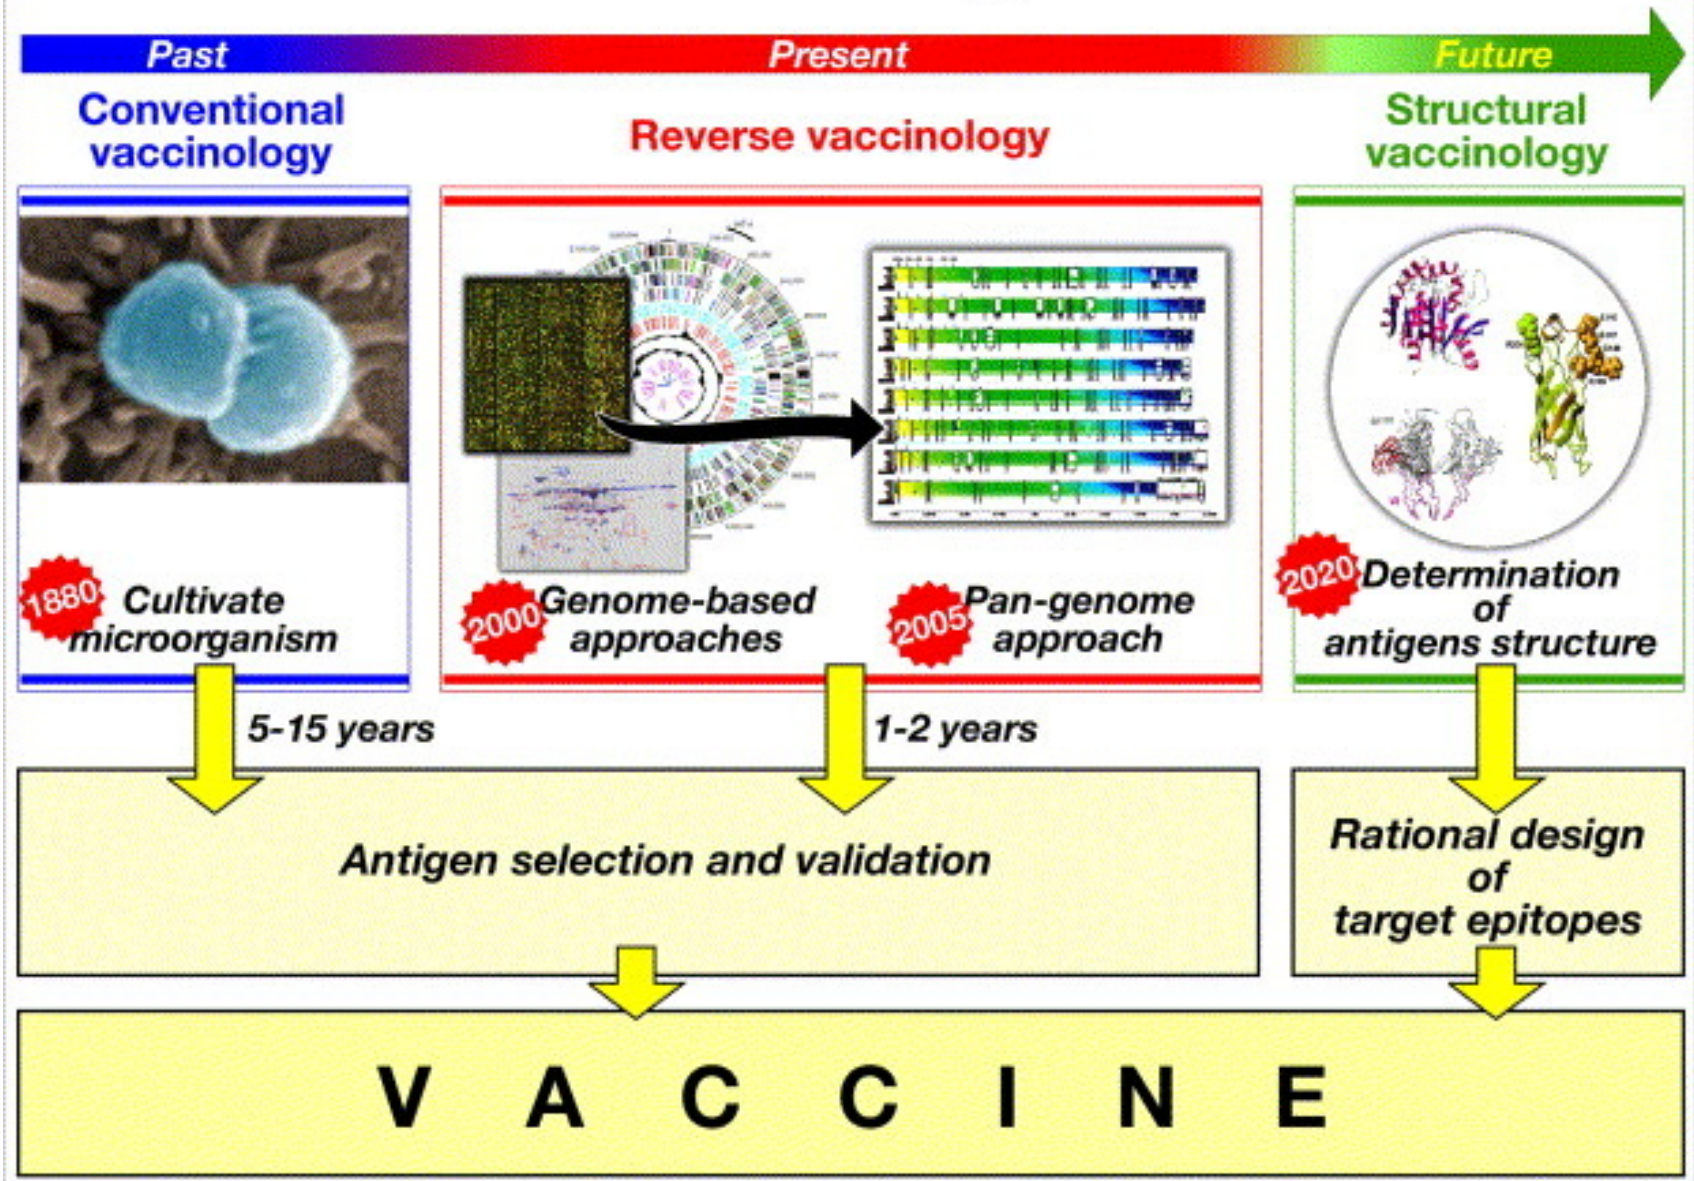 Past
Present
Future
Conventional
vaccinology
Reverse vaccinology
Structural
vaccinology
1880
Cultivate
microorganism
2000
Genome-based
approaches
2005
Pan-genome
approach
2020
Determination
of
antigens structure
5-15 years
1-2 years
Antigen selection and validation
Rational design
of
target epitopes
VACCINE